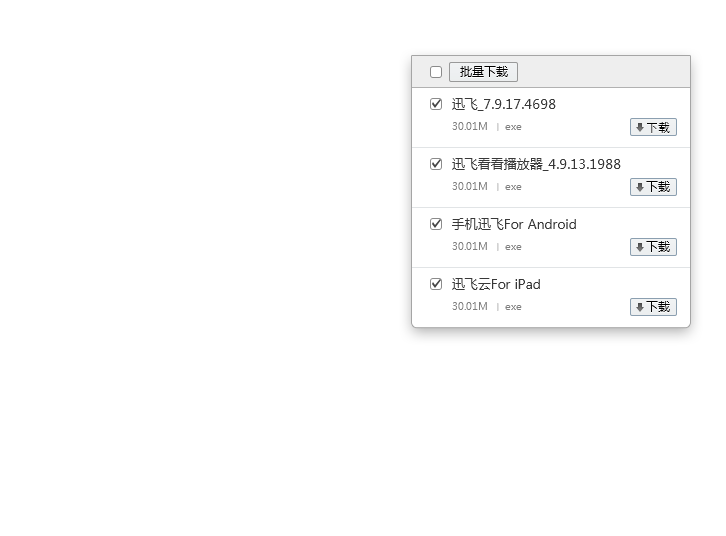 批量下载
迅飞_7.9.17.4698
30.01M | exe
下载
迅飞看看播放器_4.9.13.1988
30.01M | exe
下载
手机迅飞For Android
30.01M | exe
下载
迅飞云For iPad
30.01M | exe
下载